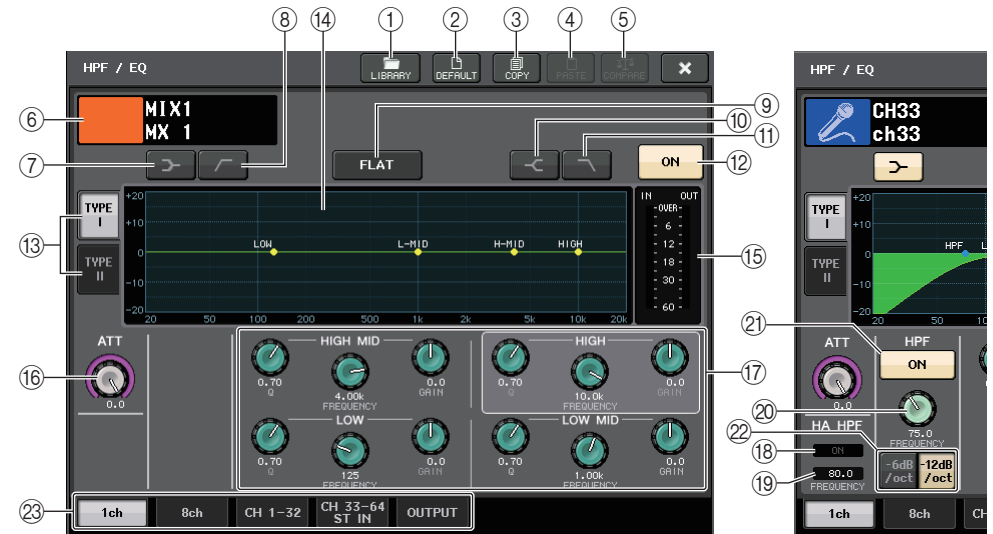 ⑧ ⑭ ① ② ③ ④ ⑤
HPF / EQ
LIBRARY
DEFAULT
COPY
PASTE
COMPARE
⑥
MIX1
MX 1
⑦
FLAT
⑨
⑩
⑪
ON
⑫
⑬
TYPE
I
TYPE
II
+20
+10
0
-10
-20
LOW
L-MID
H-MID
HIGH
20 50 100 200 500 1k 2k 5k 10k 20k
IN OUT
-OVER-
6
12
18
30
60
⑮
ATT
0.0
⑯
HIGH MID
0.70
Q
4.00k
FREQUENCY
0.0
GAIN
HIGH
0.70
Q
10.0k
FREQUENCY
0.0
GAIN
⑰
LOW
0.70
Q
125
FREQUENCY
0.0
GAIN
LOW MID
0.70
Q
1.00k
FREQUENCY
0.0
GAIN
㉓
1ch
8ch
CH 1-32
CH 33-64
ST IN
OUTPUT
HPF / EQ
CH33
ch33
TYPE
I
TYPE
II
+20
+10
0
-10
-20
HPF L
20 50 10
㉑
ATT
0.0
HPF
ON
⑳
75.0
FREQUENCY
㉒
HA HPF
⑱
ON
⑲
80.0
FREQUENCY
-6dB
/oct
-12dB
/oct
1ch
8ch
CH